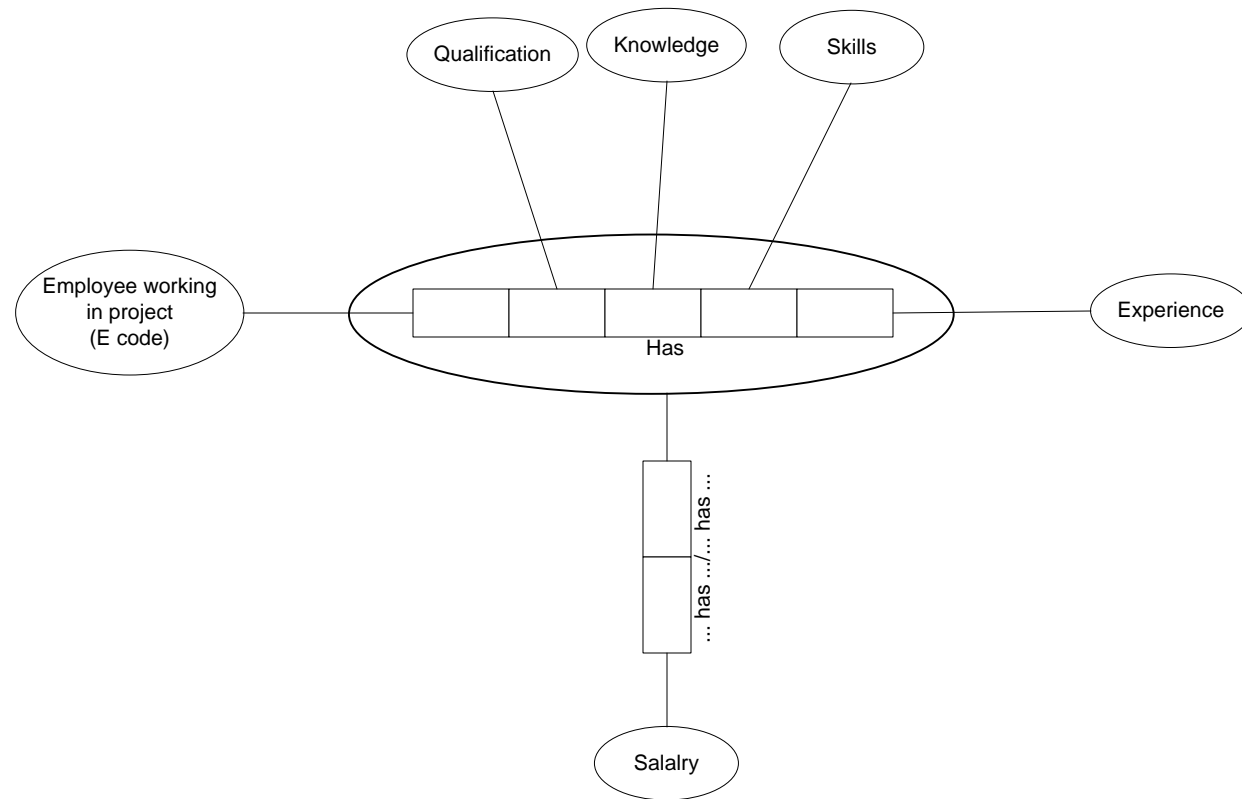 Qualification
Knowledge
Skills
Employee working
in project
(E code)
Experience
Has
... has .../... has ...
Salalry